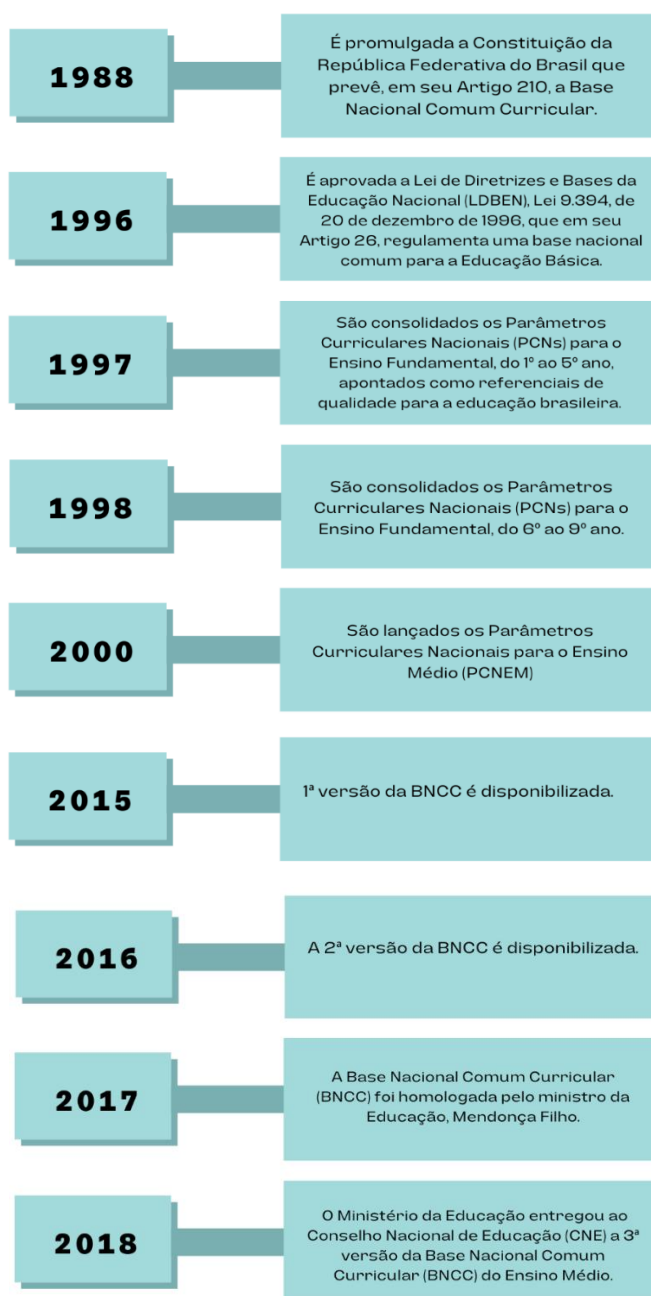 1988
É promulgada a Constituição da
República Federativa do Brasil que
prevê, em seu Artigo 210, a Base
Nacional Comum Curricular.
1996
É aprovada a Lei de Diretrizes e Bases da
Educação Nacional (LDBEN), Lei 9.394, de
20 de dezembro de 1996, que em seu
Artigo 26, regulamenta uma base nacional
comum para a Educação Básica.
1997
São consolidados os Parâmetros
Curriculares Nacionais (PCNs) para o
Ensino Fundamental, do 1º ao 5º ano,
apontados como referenciais de
qualidade para a educação brasileira.
1998
São consolidados os Parâmetros
Curriculares Nacionais (PCNs) para o
Ensino Fundamental, do 6º ao 9º ano.
2000
São lançados os Parâmetros
Curriculares Nacionais para o Ensino
Médio (PCNEM)
2015
1ª versão da BNCC é disponibilizada.
2016
A 2ª versão da BNCC é disponibilizada.
2017
A Base Nacional Comum Curricular
(BNCC) foi homologada pelo ministro da
Educação, Mendonça Filho.
2018
O Ministério da Educação entregou ao
Conselho Nacional de Educação (CNE) a 3ª
versão da Base Nacional Comum
Curricular (BNCC) do Ensino Médio.